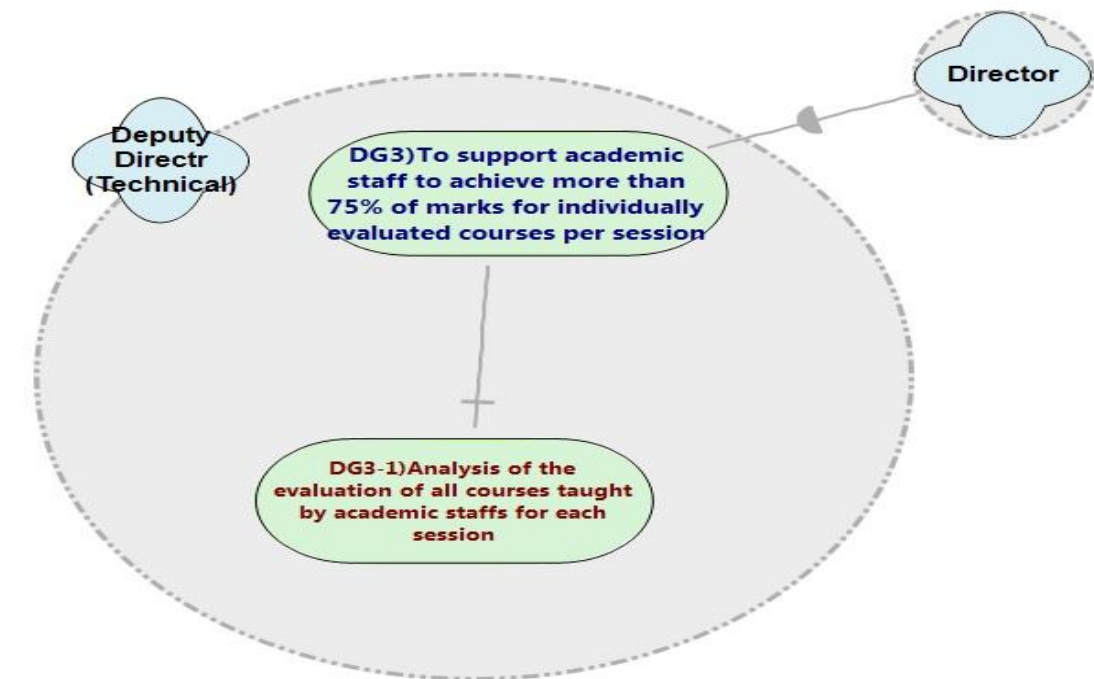 Director
Deputy
Directr
(Technical)
DG3)To support academic
staff to achieve more than
75% of marks for individually
evaluated courses per session
DG3-1)Analysis of the
evaluation of all courses taught
by academic staffs for each
session